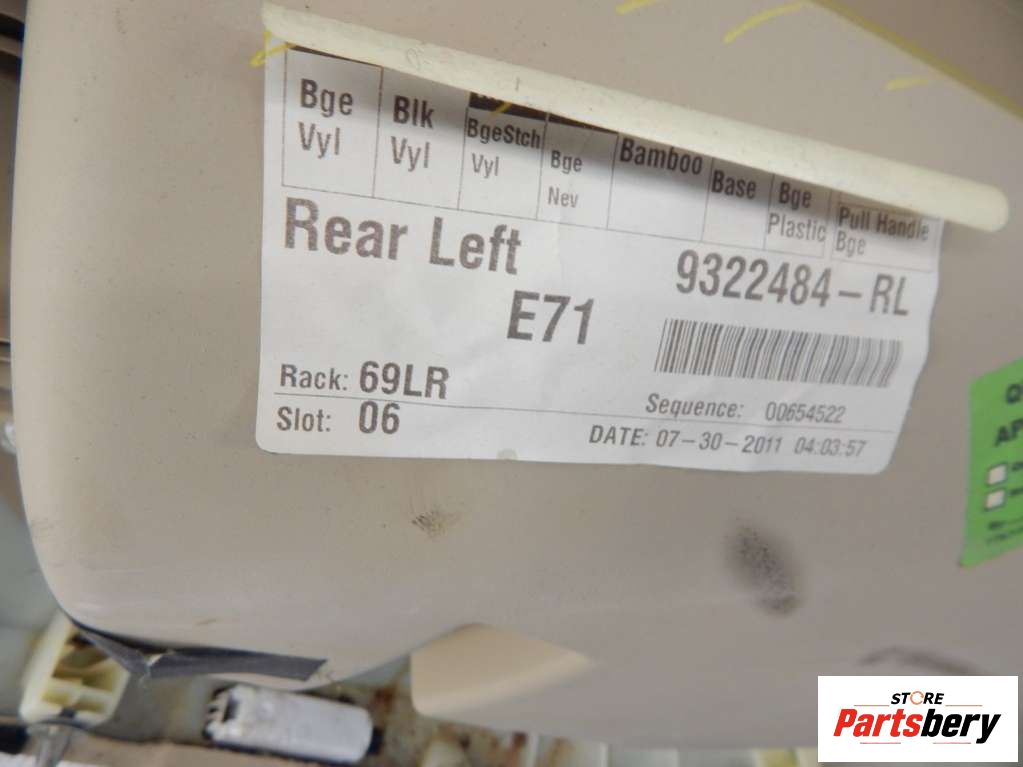 Bge Vyl
Blk Vyl
BgeStch Vyl
Bge Nev
Bamboo
Base
Bge Plastic
Pull Handle Bge
Rear Left
9322484-RL
E71
Rack: 69LR
Slot: 06
Sequence: 00654522
DATE: 07-30-2011 04:03:57
STORE
Partsbery